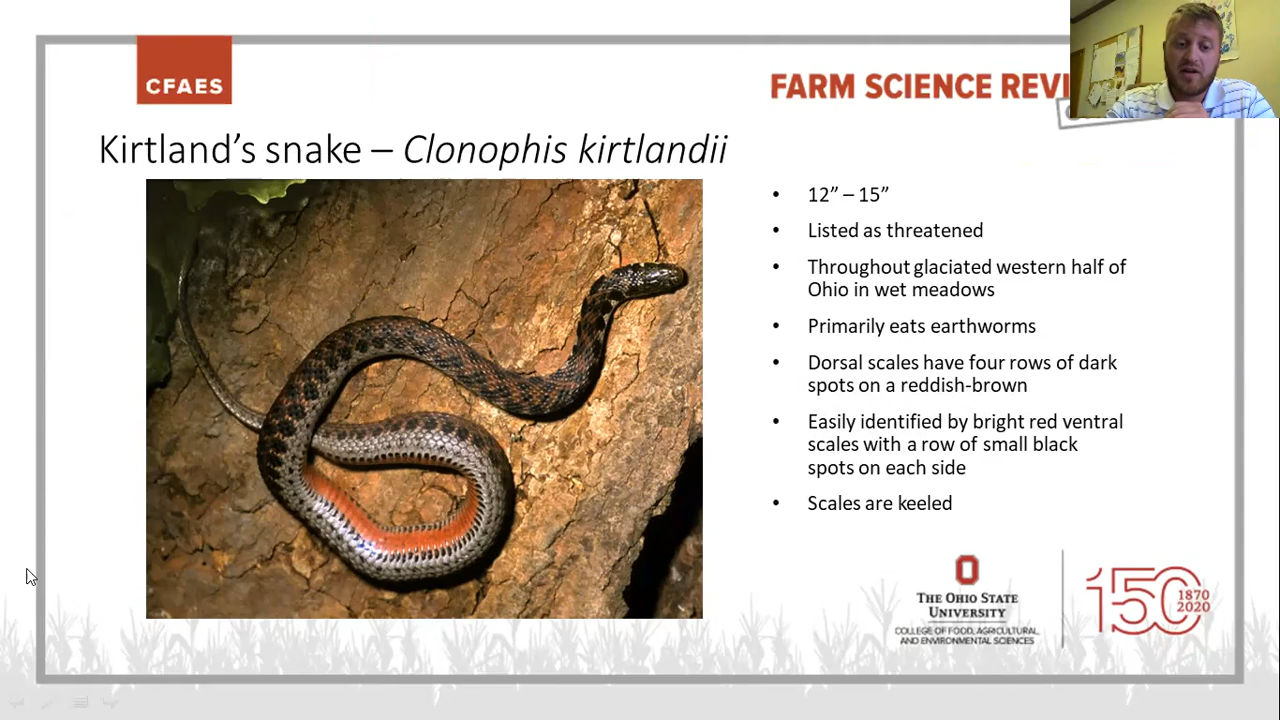 CFAES
FARM SCIENCE REVI
Kirtland’s snake – Clonophis kirtlandii
• 12” – 15”
• Listed as threatened
• Throughout glaciated western half of
Ohio in wet meadows
• Primarily eats earthworms
• Dorsal scales have four rows of dark
spots on a reddish-brown
• Easily identified by bright red ventral
scales with a row of small black
spots on each side
• Scales are keeled
THE OHIO STATE
UNIVERSITY
COLLEGE OF FOOD, AGRICULTURAL,
AND ENVIRONMENTAL SCIENCES
150
1870
2020